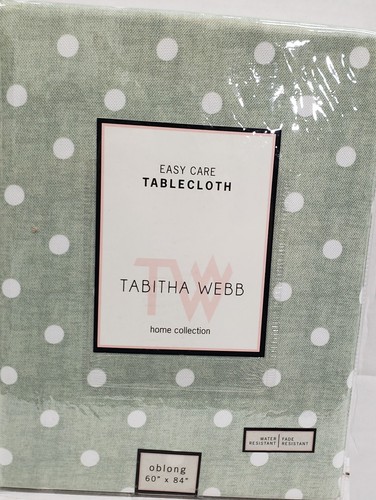 EASY CARE
TABLECLOTH
TW
TABITHA WEBB
home collection
WATER RESISTANT | FADE RESISTANT
oblong
60" x 84"